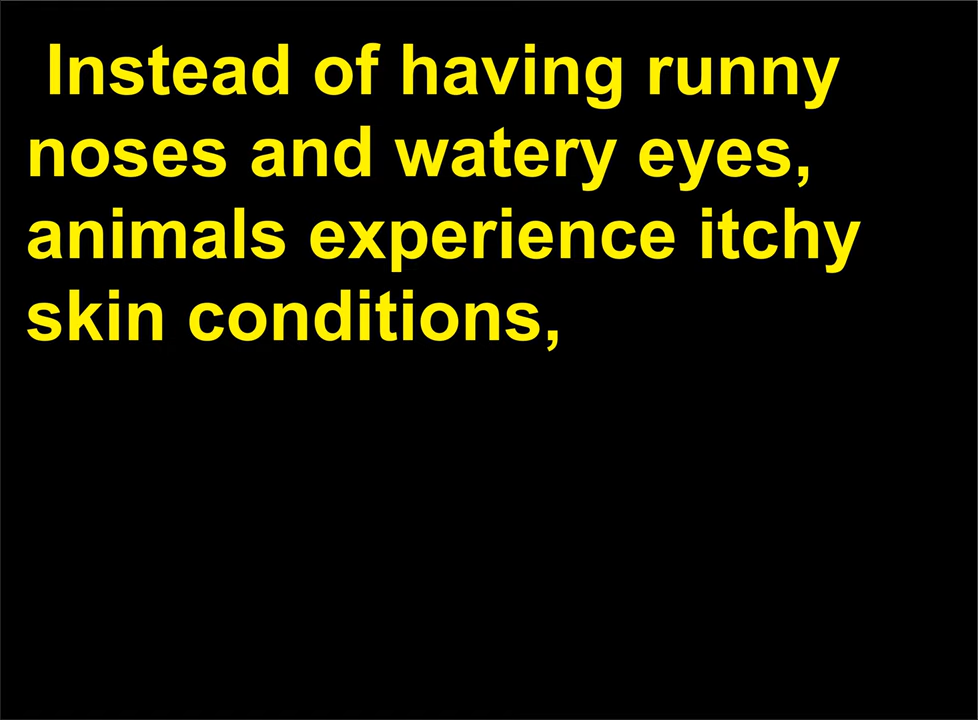 Instead of having runny
noses and watery eyes,
animals experience itchy
skin conditions,